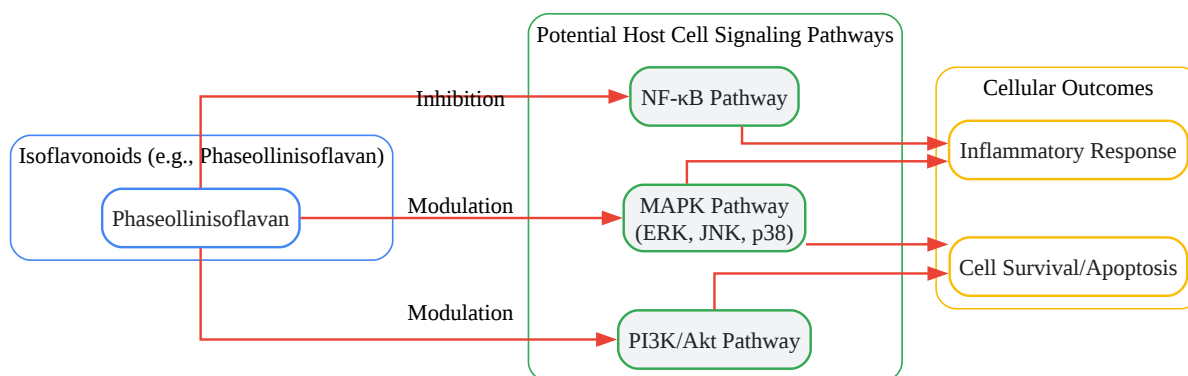 Potential Host Cell Signaling Pathways
Cellular Outcomes
Inhibition
NF-κB Pathway
Isoflavonoids (e.g., Phaseollinisoflavan)
Inflammatory Response
Phaseollinisoflavan
Modulation
MAPK Pathway
(ERK, JNK, p38)
Cell Survival/Apoptosis
Modulation
PI3K/Akt Pathway